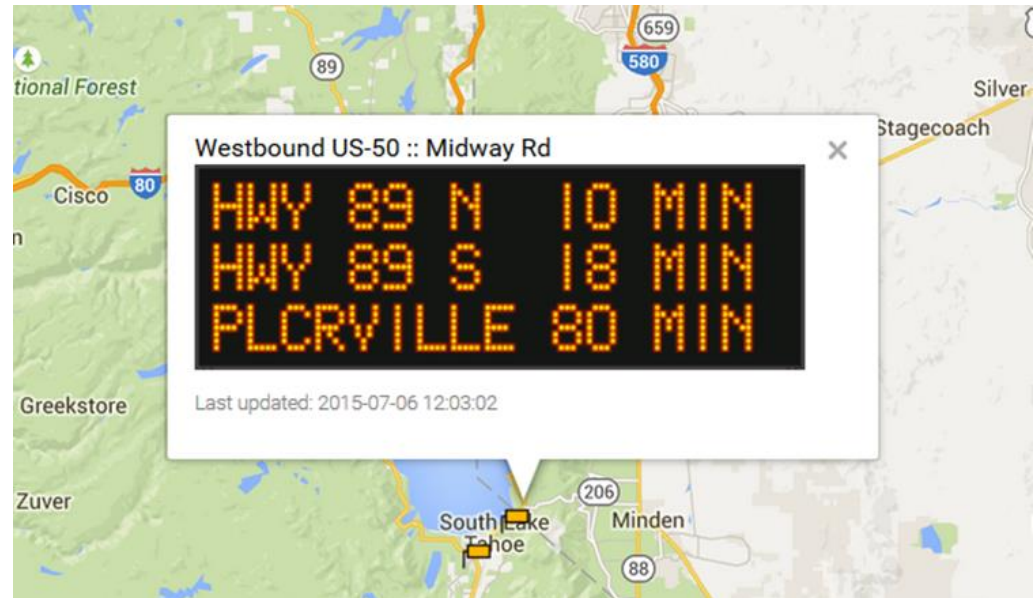 659
89
580
tional Forest
Silver
Stagecoach
Westbound US-50 :: Midway Rd
×
80
Cisco
HWY 89 N 10 MIN
HWY 89 S 18 MIN
PLCRVILLE 80 MIN
Greekstore
Last updated: 2015-07-06 12:03:02
Zuver
206
South Lake
Tahoe
Minden
88